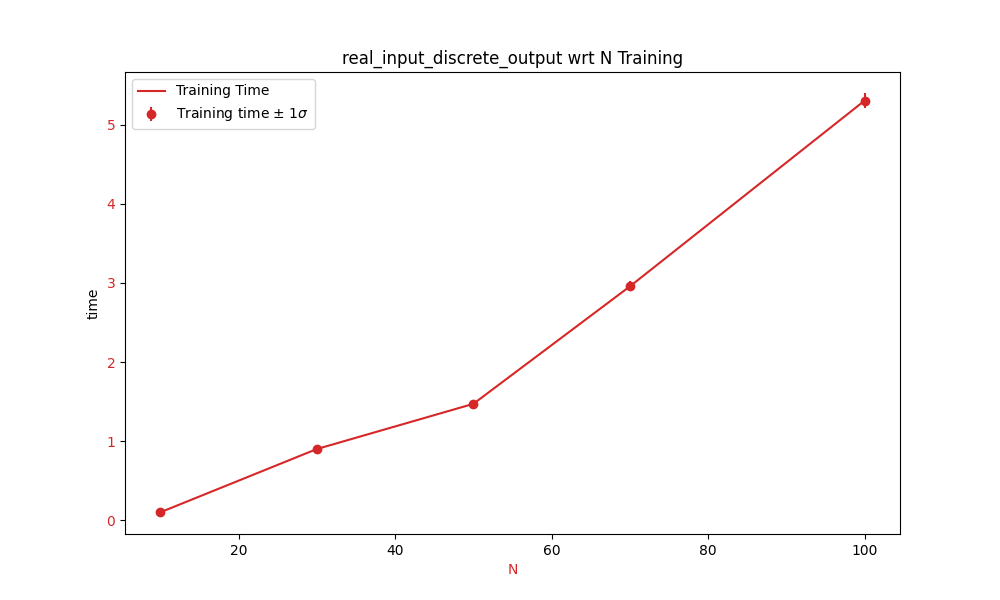 real_input_discrete_output wrt N Training
Training Time
Training time ± 1σ
5
4
3
2
1
0
time
20
40
60
80
100
N